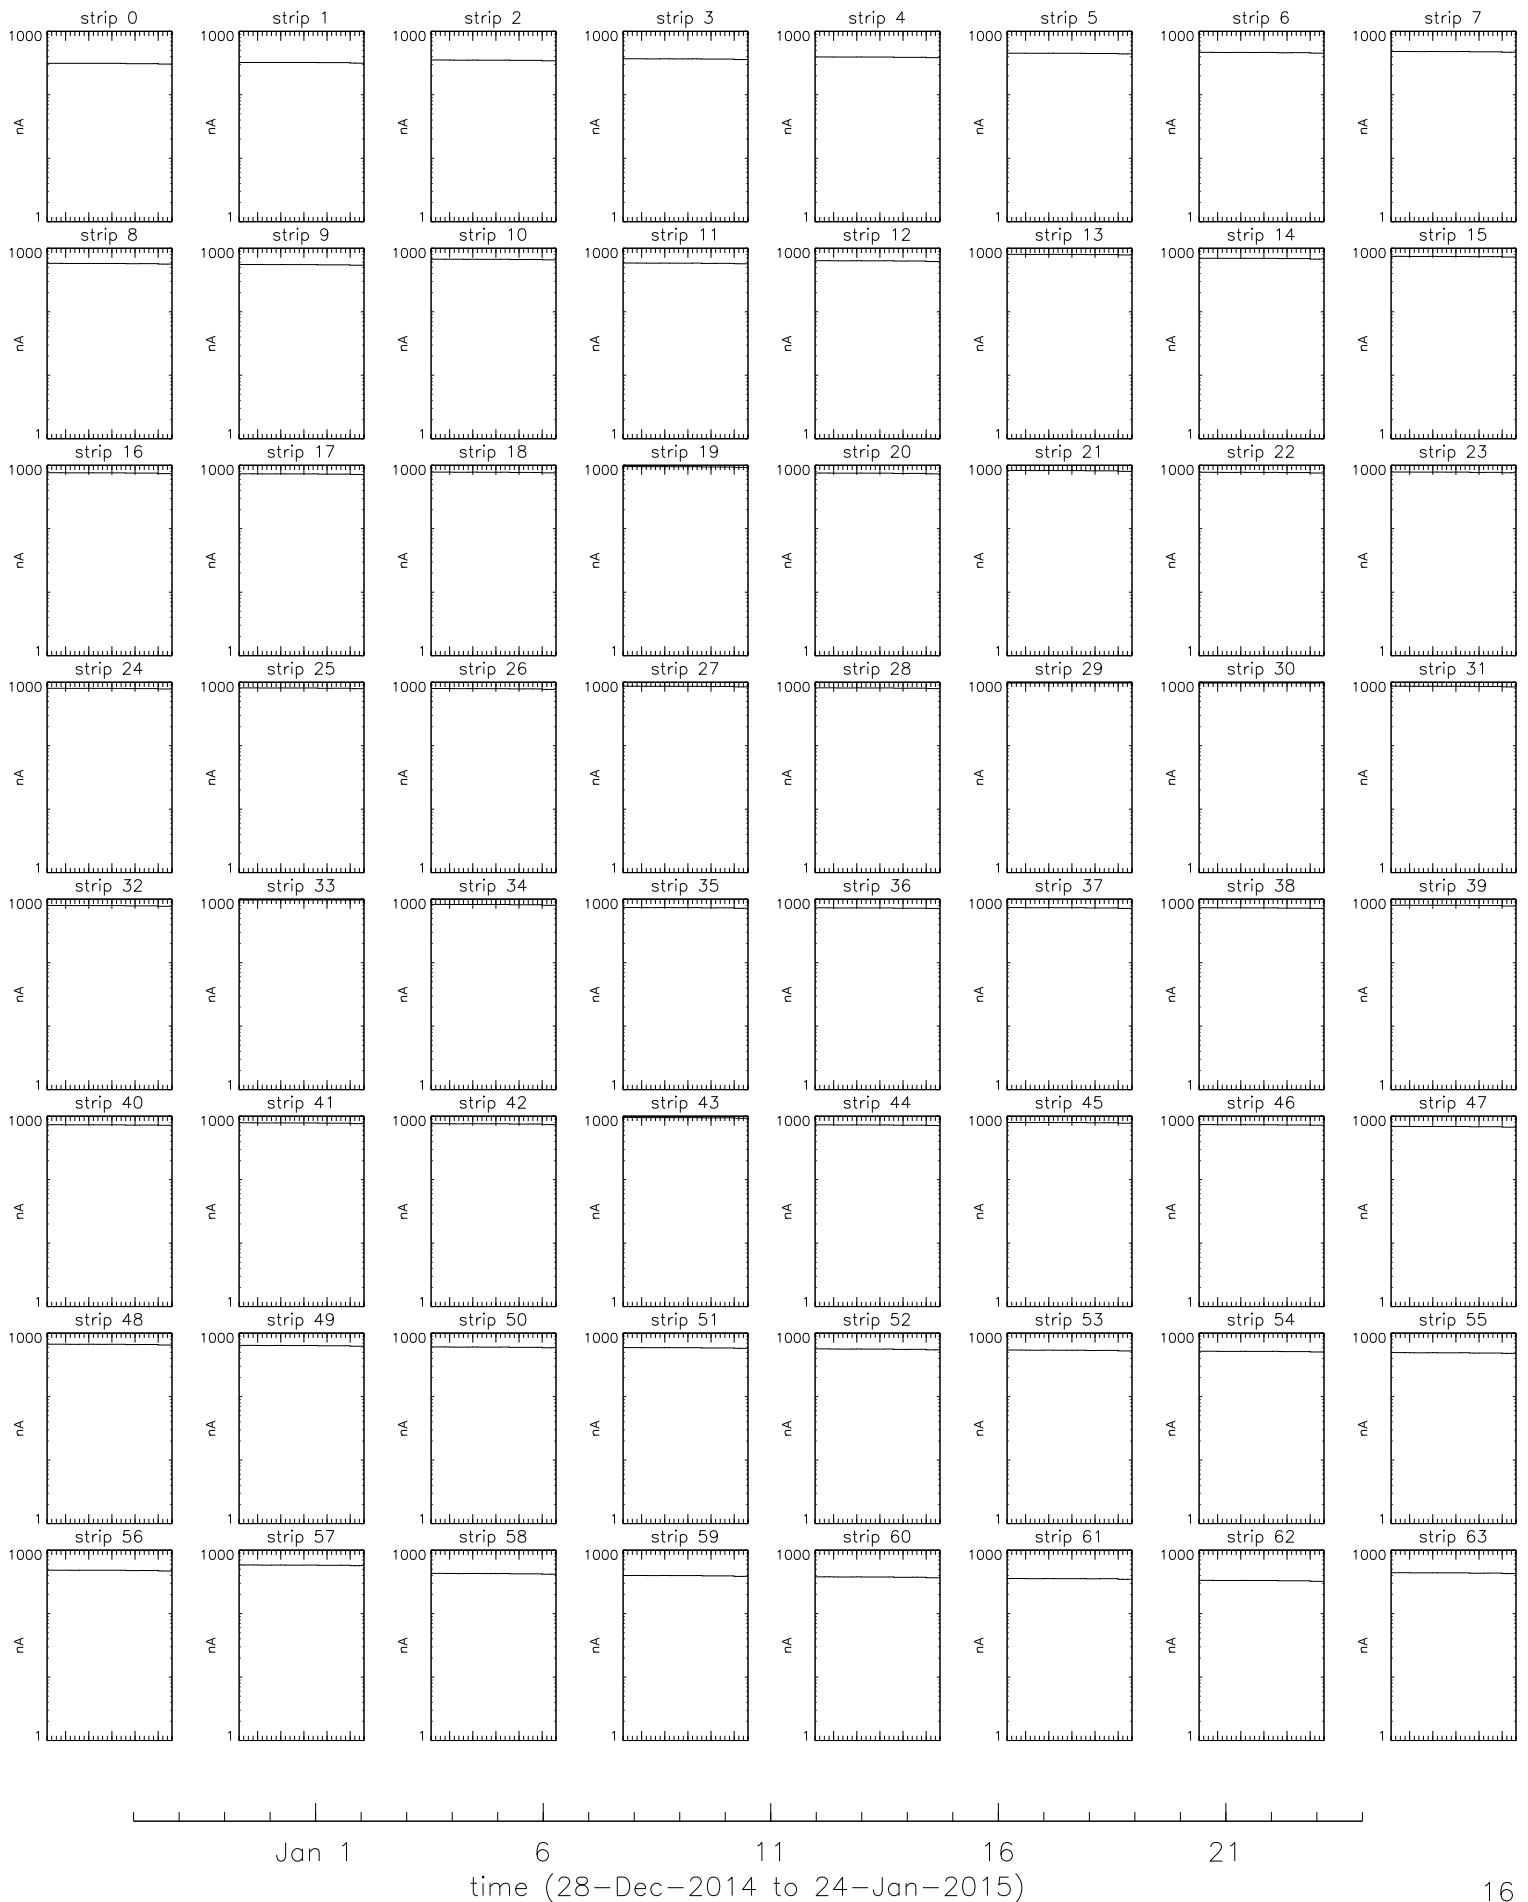 strip 0 strip 1 strip 2 strip 3 strip 4 strip 5 strip 6 strip 7
1000 1000 1000 1000 1000 1000 1000 1000
nA nA nA nA nA nA nA nA
1 1 1 1 1 1 1 1
strip 8 strip 9 strip 10 strip 11 strip 12 strip 13 strip 14 strip 15
1000 1000 1000 1000 1000 1000 1000 1000
nA nA nA nA nA nA nA nA
1 1 1 1 1 1 1 1
strip 16 strip 17 strip 18 strip 19 strip 20 strip 21 strip 22 strip 23
1000 1000 1000 1000 1000 1000 1000 1000
nA nA nA nA nA nA nA nA
1 1 1 1 1 1 1 1
strip 24 strip 25 strip 26 strip 27 strip 28 strip 29 strip 30 strip 31
1000 1000 1000 1000 1000 1000 1000 1000
nA nA nA nA nA nA nA nA
1 1 1 1 1 1 1 1
strip 32 strip 33 strip 34 strip 35 strip 36 strip 37 strip 38 strip 39
1000 1000 1000 1000 1000 1000 1000 1000
nA nA nA nA nA nA nA nA
1 1 1 1 1 1 1 1
strip 40 strip 41 strip 42 strip 43 strip 44 strip 45 strip 46 strip 47
1000 1000 1000 1000 1000 1000 1000 1000
nA nA nA nA nA nA nA nA
1 1 1 1 1 1 1 1
strip 48 strip 49 strip 50 strip 51 strip 52 strip 53 strip 54 strip 55
1000 1000 1000 1000 1000 1000 1000 1000
nA nA nA nA nA nA nA nA
1 1 1 1 1 1 1 1
strip 56 strip 57 strip 58 strip 59 strip 60 strip 61 strip 62 strip 63
1000 1000 1000 1000 1000 1000 1000 1000
nA nA nA nA nA nA nA nA
1 1 1 1 1 1 1 1
Jan 1 6 11 16 21
time (28-Dec-2014 to 24-Jan-2015)
16